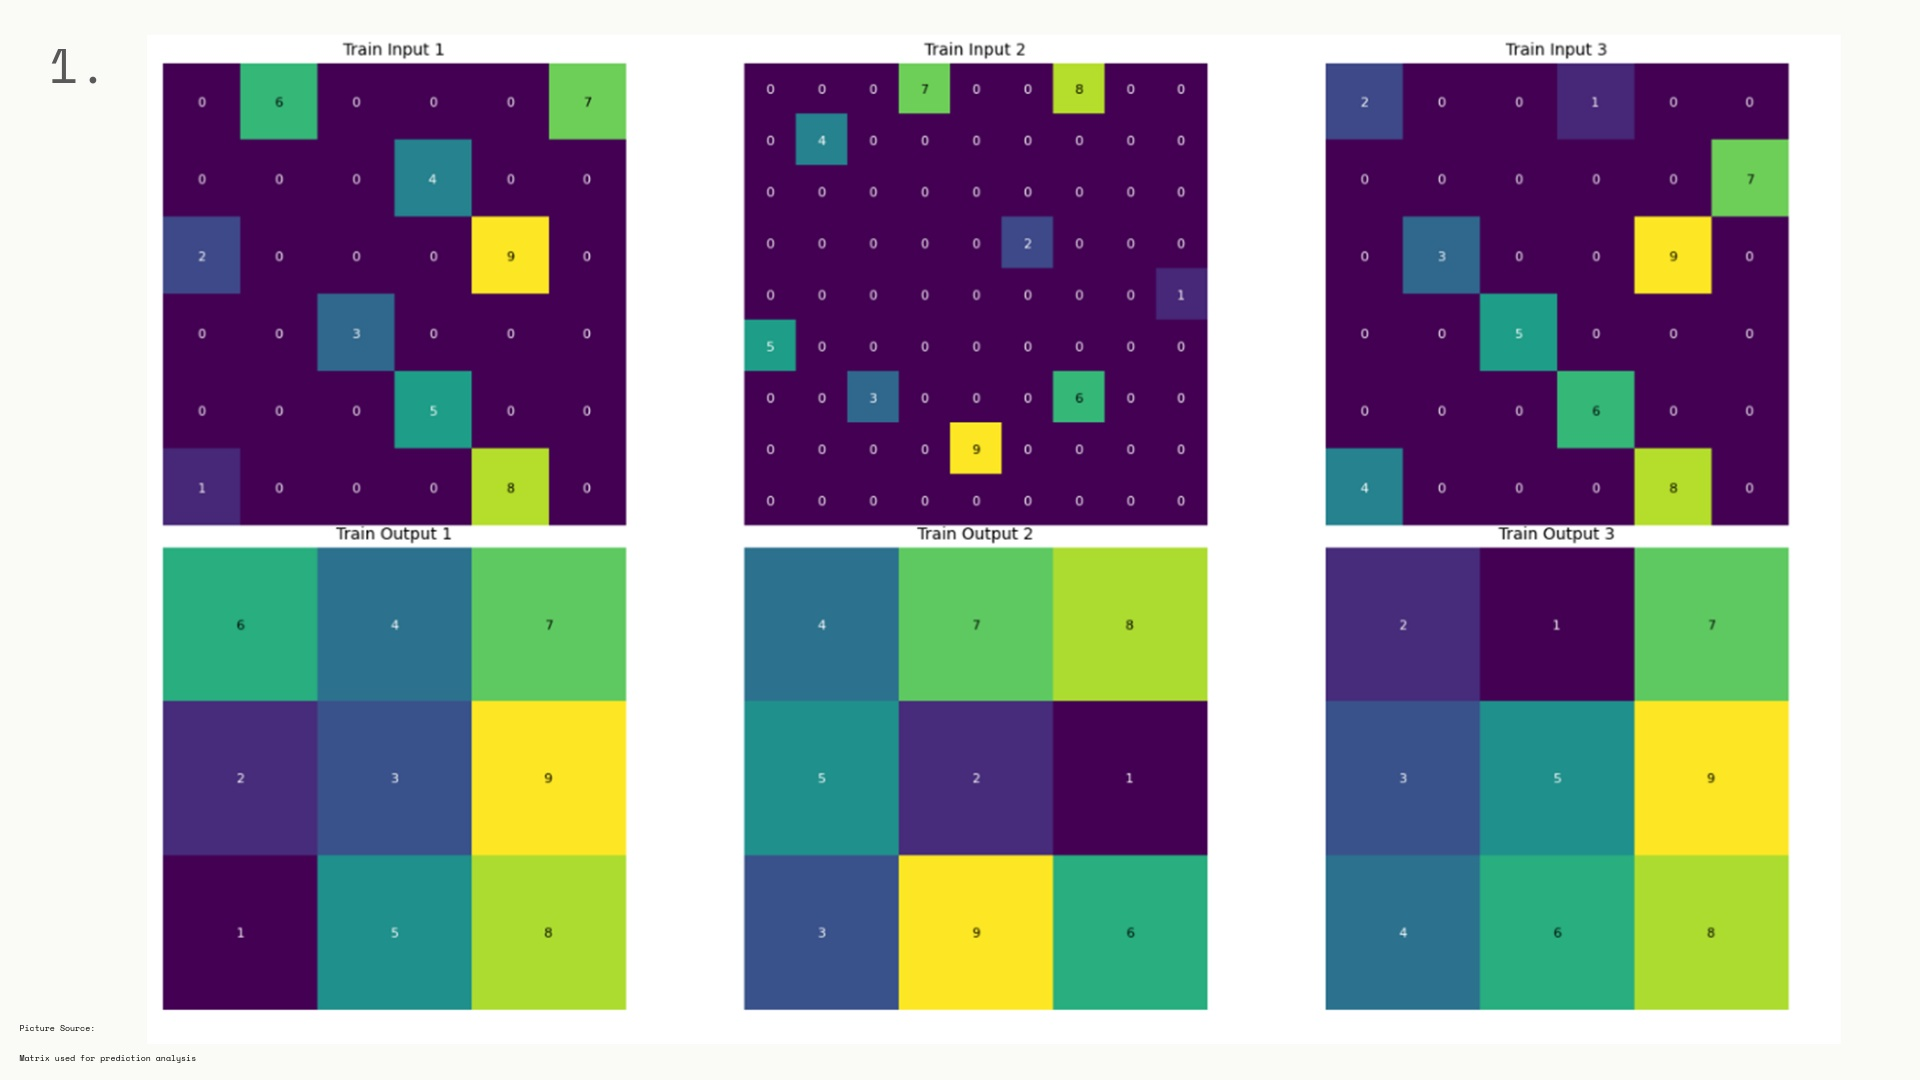 1.
Train Input 1
0 6 0 0 0 7
0 0 0 4 0 0
2 0 0 0 9 0
0 0 3 0 0 0
0 0 0 5 0 0
1 0 0 0 8 0
Train Input 2
0 0 0 7 0 0 8 0 0
0 4 0 0 0 0 0 0 0
0 0 0 0 0 0 0 0 0
0 0 0 0 0 2 0 0 0
0 0 0 0 0 0 0 0 1
5 0 0 0 0 0 0 0 0
0 0 3 0 0 0 6 0 0
0 0 0 0 9 0 0 0 0
0 0 0 0 0 0 0 0 0
Train Input 3
2 0 0 1 0 0
0 0 0 0 0 7
0 3 0 0 9 0
0 0 5 0 0 0
0 0 0 6 0 0
4 0 0 0 8 0
Train Output 1
6 4 7
2 3 9
1 5 8
Train Output 2
4 7 8
5 2 1
3 9 6
Train Output 3
2 1 7
3 5 9
4 6 8
Picture Source:
Matrix used for prediction analysis